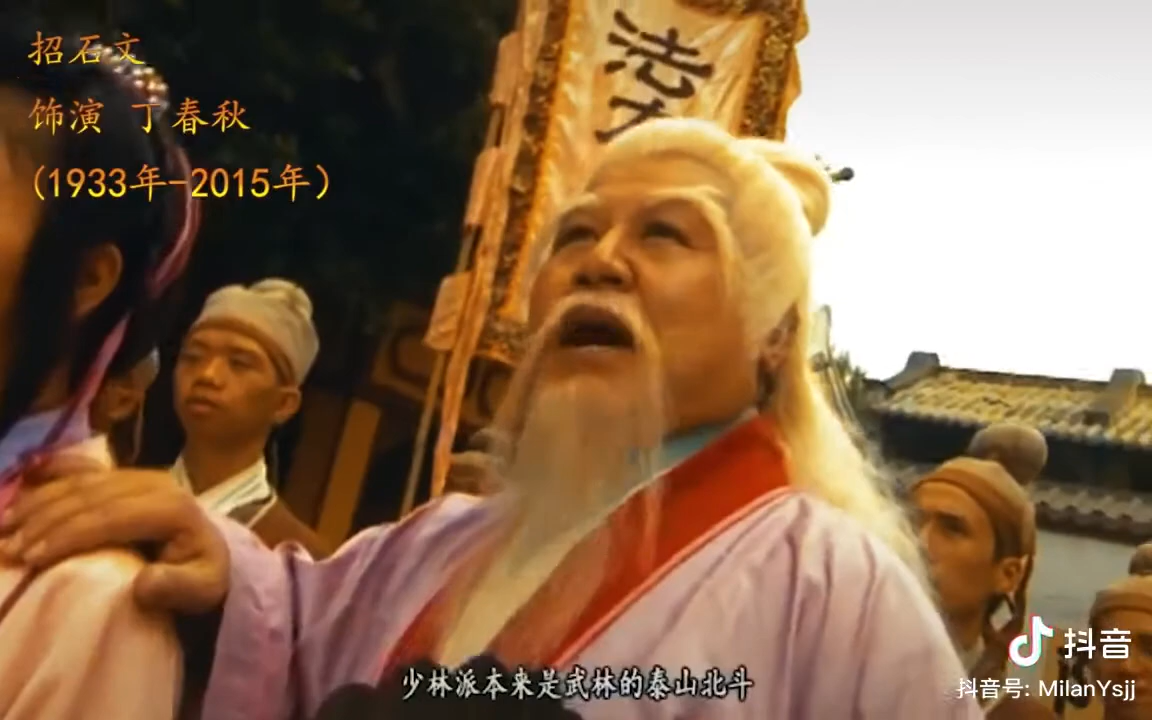 招石文
饰演 丁春秋
(1933年-2015年)
法
少林派本来是武林的泰山北斗
抖音
抖音号: MilanYsjj